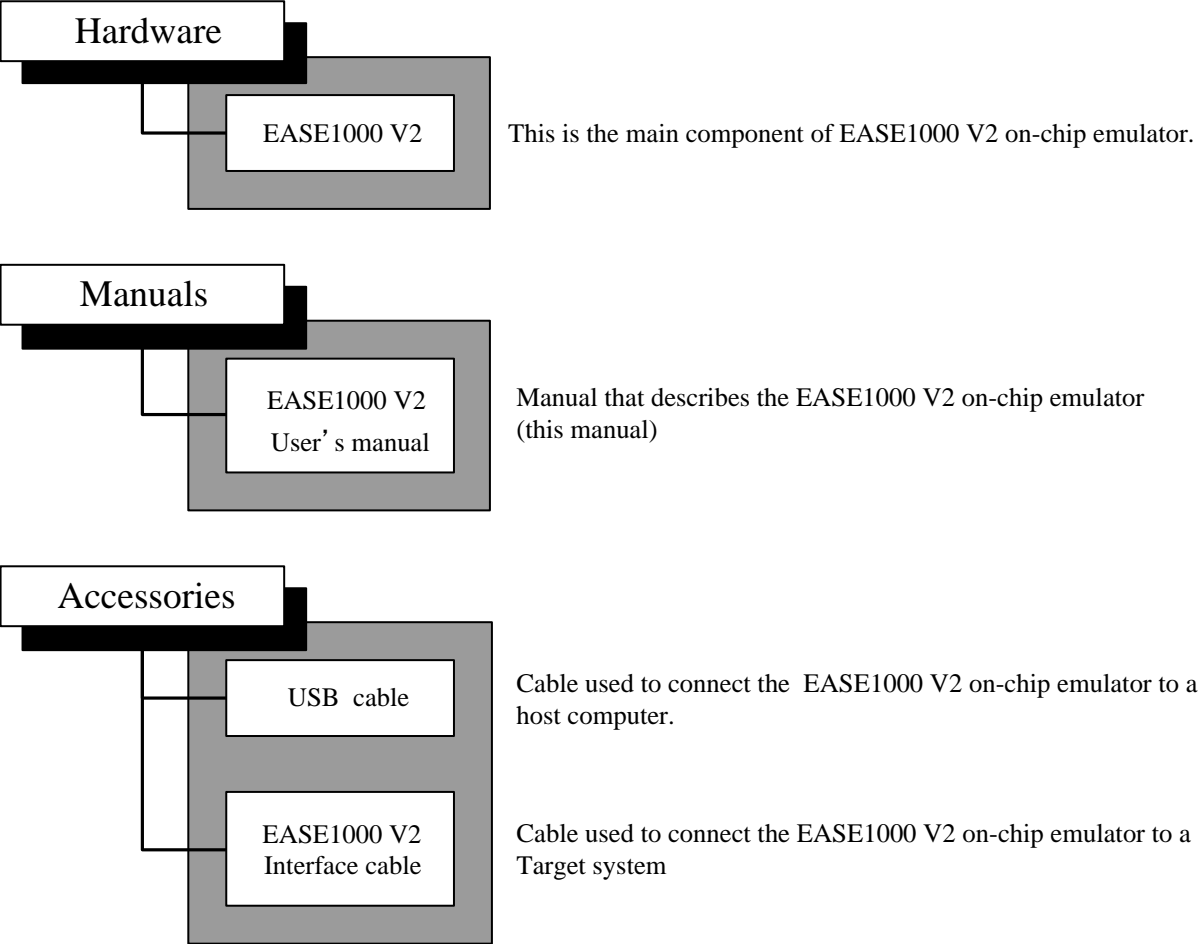 Hardware
EASE1000 V2
This is the main component of EASE1000 V2 on-chip emulator.
Manuals
EASE1000 V2
User’s manual
Manual that describes the EASE1000 V2 on-chip emulator
(this manual)
Accessories
USB cable
Cable used to connect the EASE1000 V2 on-chip emulator to a
host computer.
EASE1000 V2
Interface cable
Cable used to connect the EASE1000 V2 on-chip emulator to a
Target system